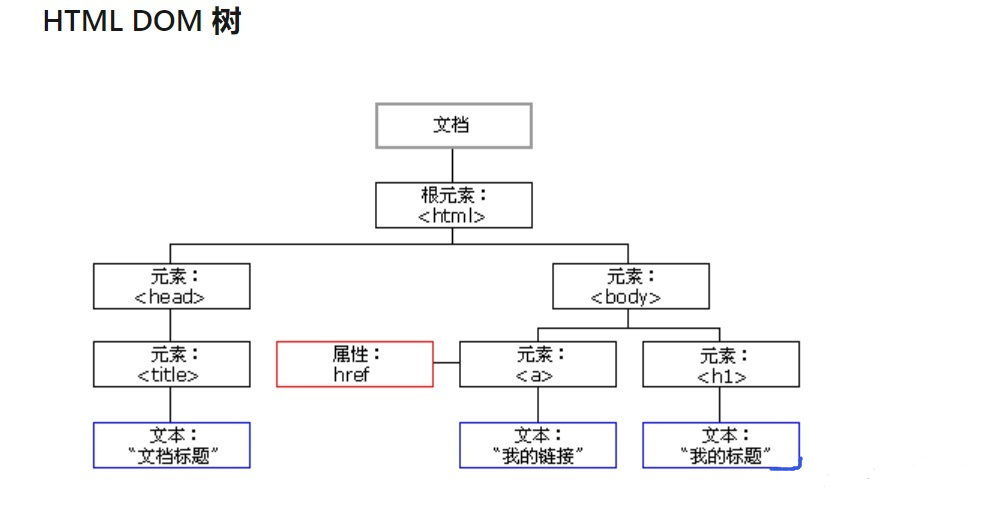 HTML DOM 树
文档
根元素：
<html>
元素：
<head>
元素：
<body>
元素：
<title>
属性：
href
元素：
<a>
元素：
<h1>
文本：
“文档标题”
文本：
“我的链接”
文本：
“我的标题”